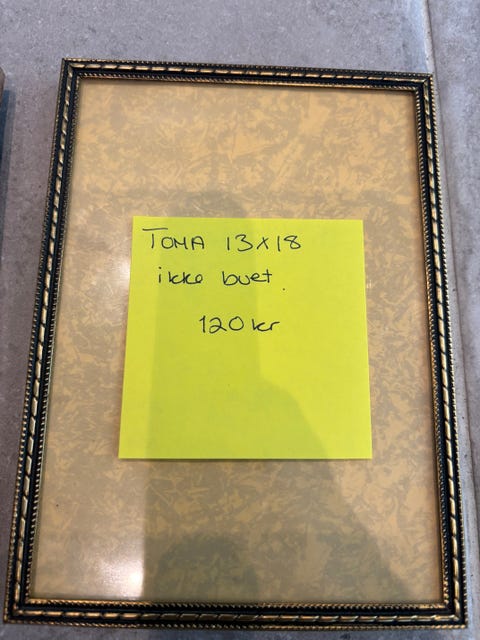 TOMA 13x18
ikke buet.
120 kr